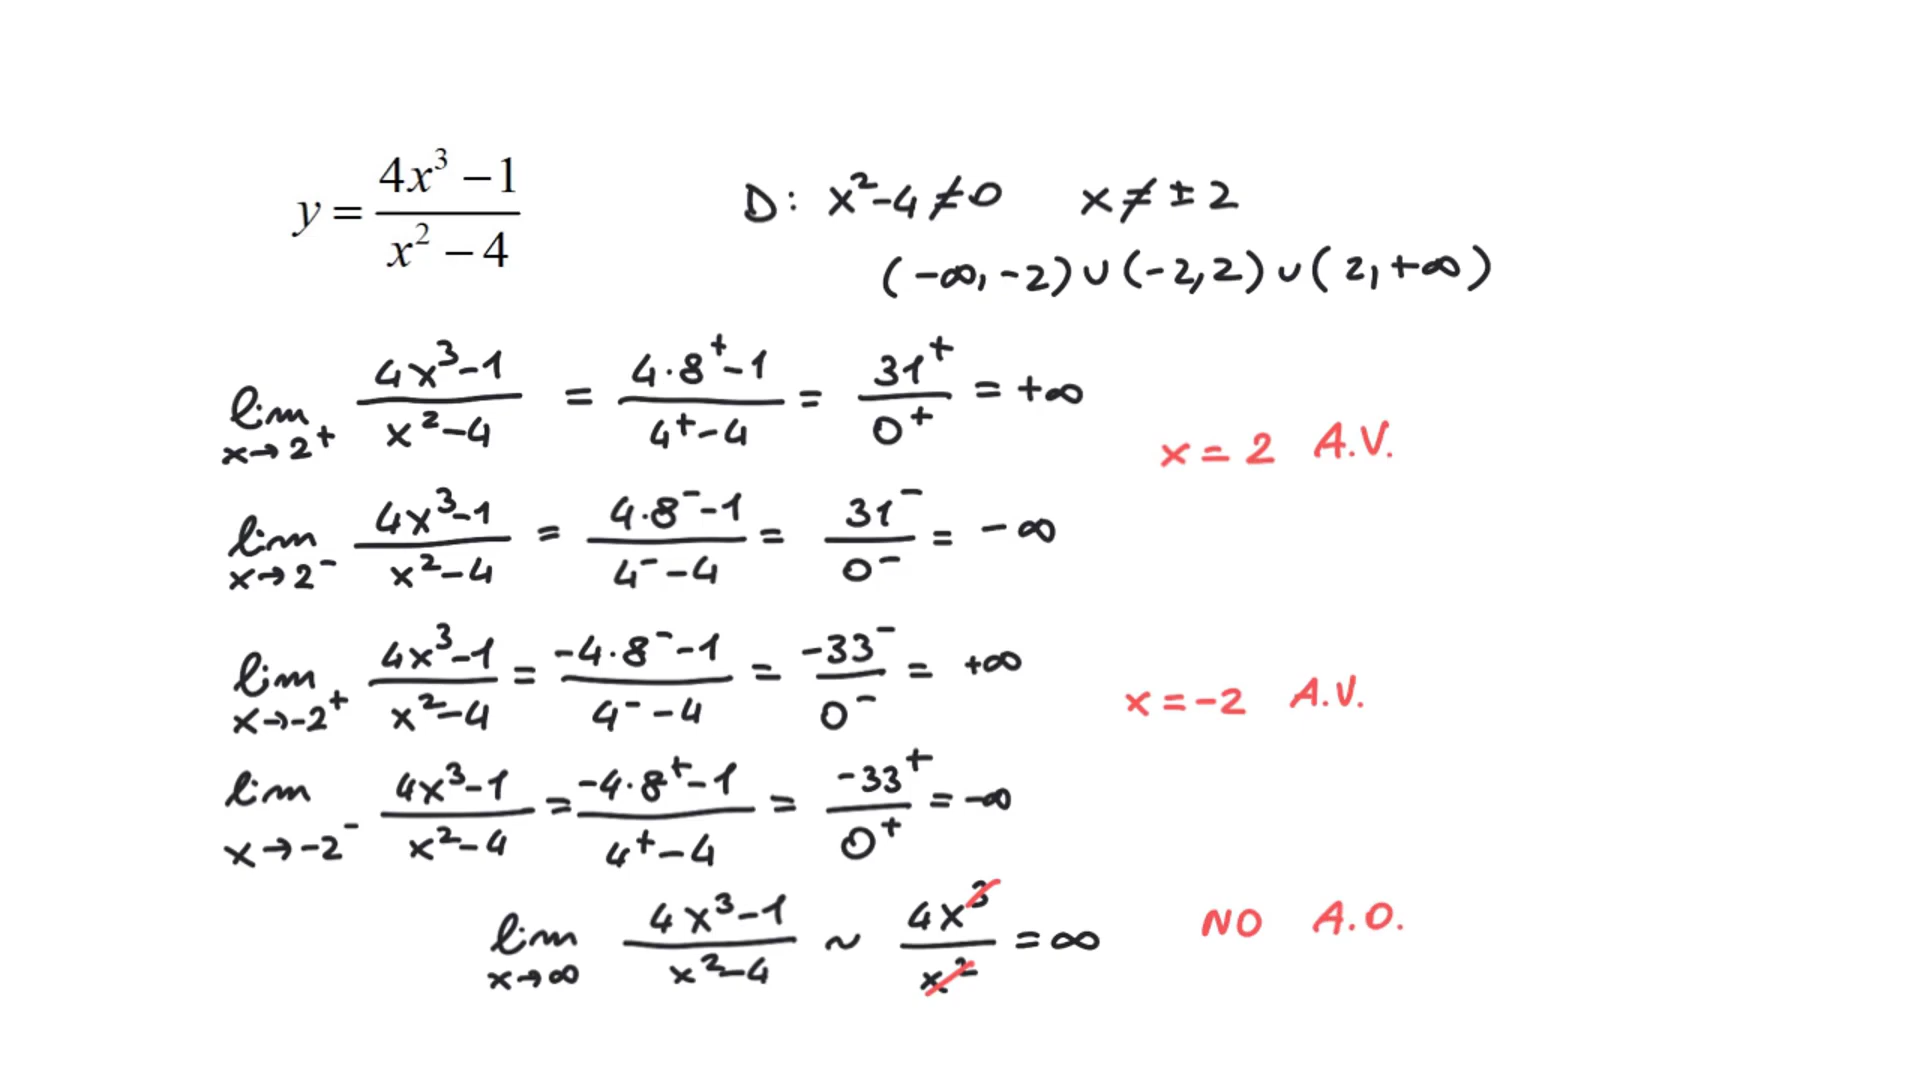 y = (4x³ − 1)/(x² − 4) D: x²-4 ≠ 0 x ≠ ± 2
(-∞, -2) ∪ (-2, 2) ∪ (2, +∞)
lim x→2⁺ (4x³-1)/(x²-4) = (4·8⁺-1)/(4⁺-4) = 31⁺/0⁺ = +∞
x = 2 A.V.
lim x→2⁻ (4x³-1)/(x²-4) = (4·8⁻-1)/(4⁻-4) = 31⁻/0⁻ = -∞
lim x→-2⁺ (4x³-1)/(x²-4) = (-4·8⁻-1)/(4⁻-4) = -33⁻/0⁻ = +∞
x = -2 A.V.
lim x→-2⁻ (4x³-1)/(x²-4) = (-4·8⁺-1)/(4⁺-4) = -33⁺/0⁺ = -∞
lim x→∞ (4x³-1)/(x²-4) ~ 4x³/x² = ∞ NO A.O.